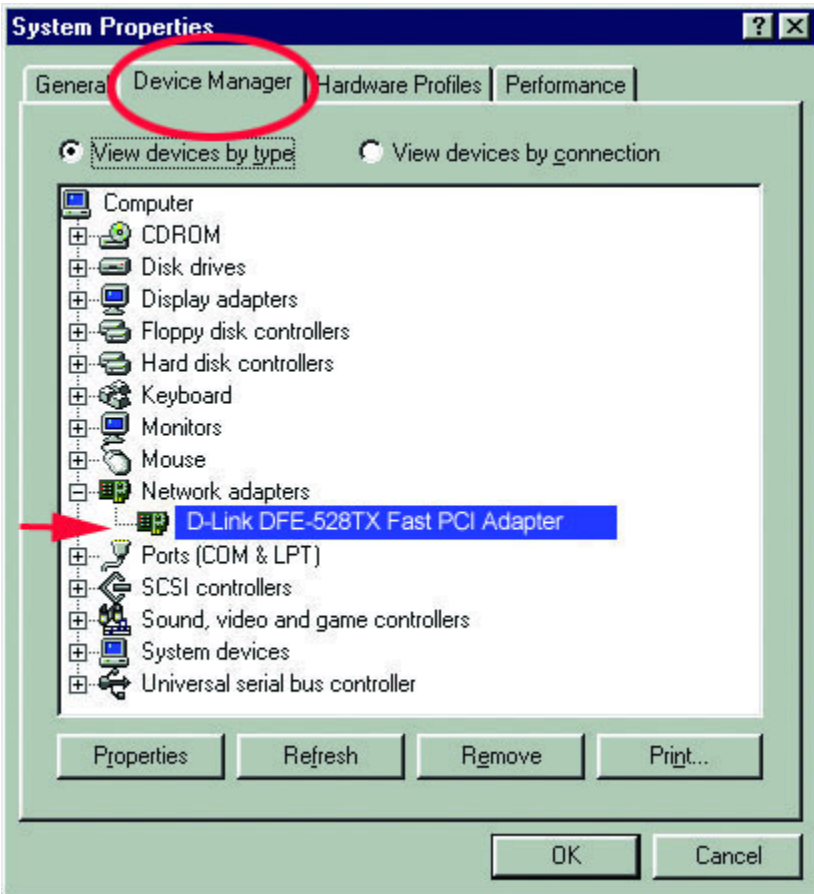 System Properties ? X
General Device Manager Hardware Profiles Performance
View devices by type View devices by connection
Computer
CDROM
Disk drives
Display adapters
Floppy disk controllers
Hard disk controllers
Keyboard
Monitors
Mouse
Network adapters
D-Link DFE-528TX Fast PCI Adapter
Ports (COM & LPT)
SCSI controllers
Sound, video and game controllers
System devices
Universal serial bus controller
Properties Refresh Remove Print...
OK Cancel